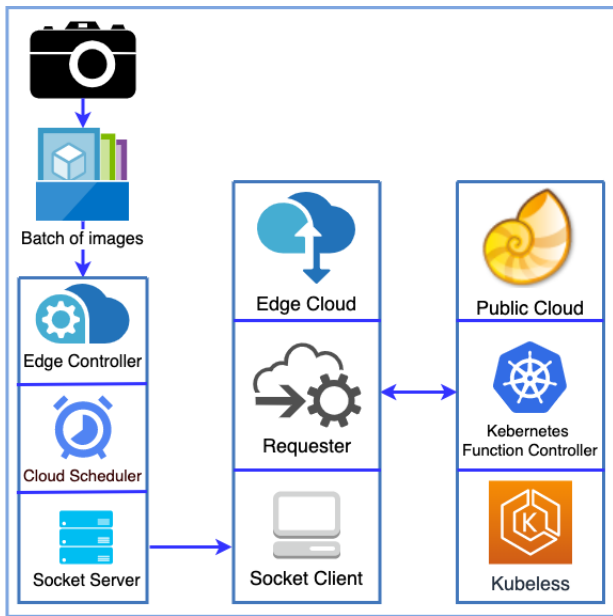 Batch of images
Edge Controller
Cloud Scheduler
Socket Server
Edge Cloud
Requester
Socket Client
Public Cloud
Kebernetes
Function Controller
K
Kubeless